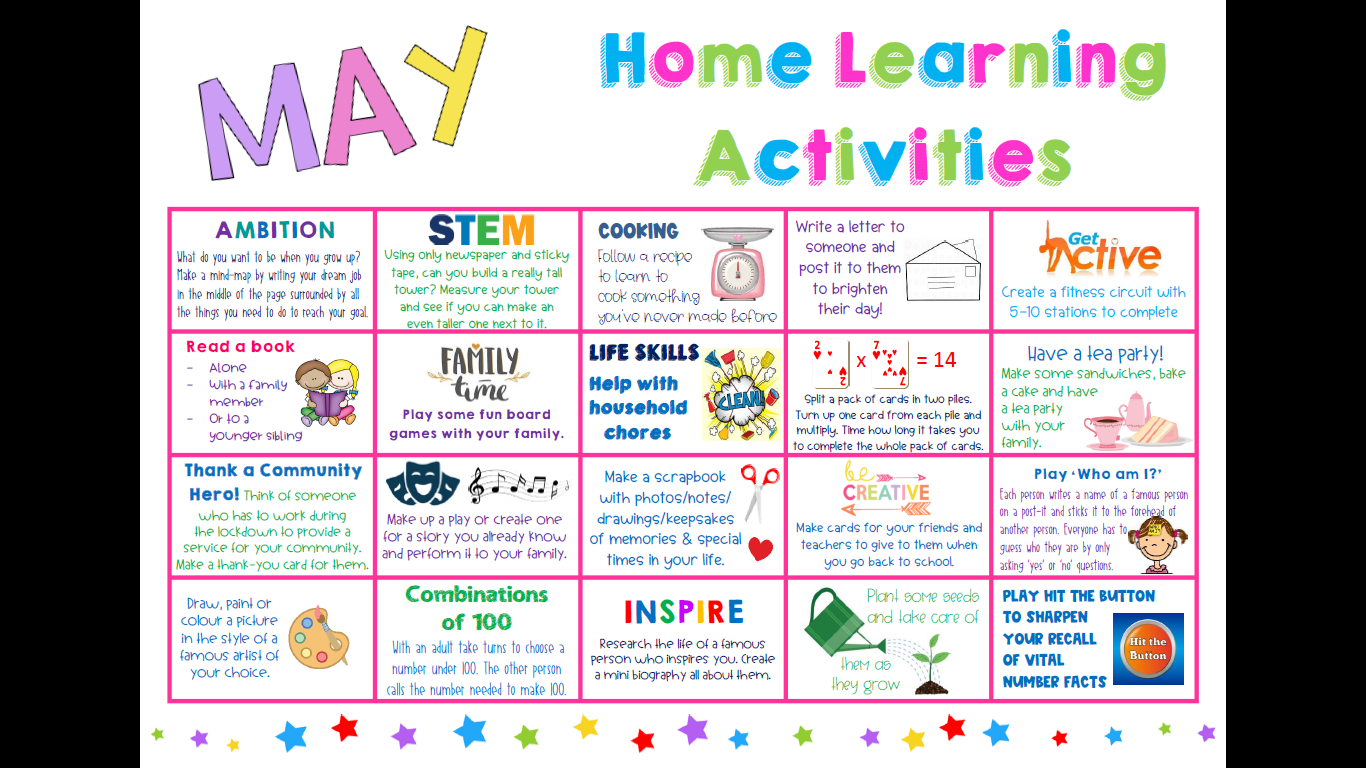 MAY
Home Learning
Activities
AMBITION
What do you want to be when you grow up?
Make a mind-map by writing your dream job
in the middle of the page surrounded by all
the things you need to do to reach your goal.
STEM
Using only newspaper and sticky
tape, can you build a really tall
tower? Measure your tower
and see if you can make an
even taller one next to it.
COOKING
Follow a recipe
to learn to
cook something
you've never made before
Write a letter to
someone and
post it to them
to brighten
their day!
Get
Active
Create a fitness circuit with
5-10 stations to complete
Read a book
- Alone
- With a family
member
- Or to a
younger sibling
FAMILY
time
Play some fun board
games with your family.
LIFE SKILLS
Help with
household
chores
CLEAN!
2 x 7 = 14
Split a pack of cards in two piles.
Turn up one card from each pile and
multiply. Time how long it takes you
to complete the whole pack of cards.
Have a tea party!
Make some sandwiches, bake
a cake and have
a tea party
with your
family.
Thank a Community
Hero! Think of someone
who has to work during
the lockdown to provide a
service for your community.
Make a thank-you card for them.
Make up a play or create one
for a story you already know
and perform it to your family.
Make a scrapbook
with photos/notes/
drawings/keepsakes
of memories & special
times in your life.
be
CREATIVE
Make cards for your friends and
teachers to give to them when
you go back to school.
Play 'Who am I?'
Each person writes a name of a famous person
on a post-it and sticks it to the forehead of
another person. Everyone has to
guess who they are by only
asking 'yes' or 'no' questions.
Draw, paint or
colour a picture
in the style of a
famous artist of
your choice.
Combinations
of 100
With an adult take turns to choose a
number under 100. The other person
calls the number needed to make 100.
INSPIRE
Research the life of a famous
person who inspires you. Create
a mini biography all about them.
Plant some seeds
and take care of
them as
they grow
PLAY HIT THE BUTTON
TO SHARPEN
YOUR RECALL
OF VITAL
NUMBER FACTS
Hit the
Button